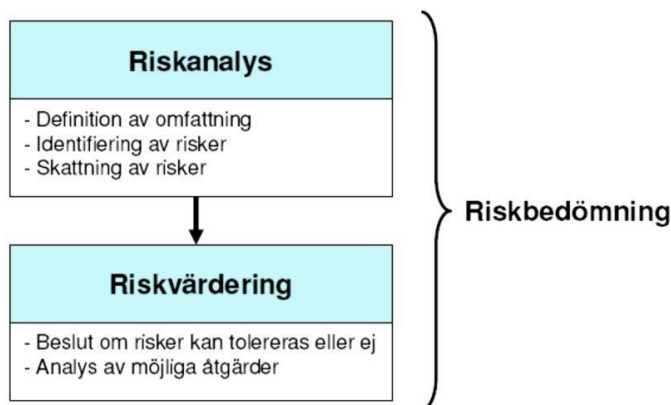 Riskanalys
- Definition av omfattning
- Identifiering av risker
- Skattning av risker
Riskbedömning
Riskvärdering
- Beslut om risker kan tolereras eller ej
- Analys av möjliga åtgärder